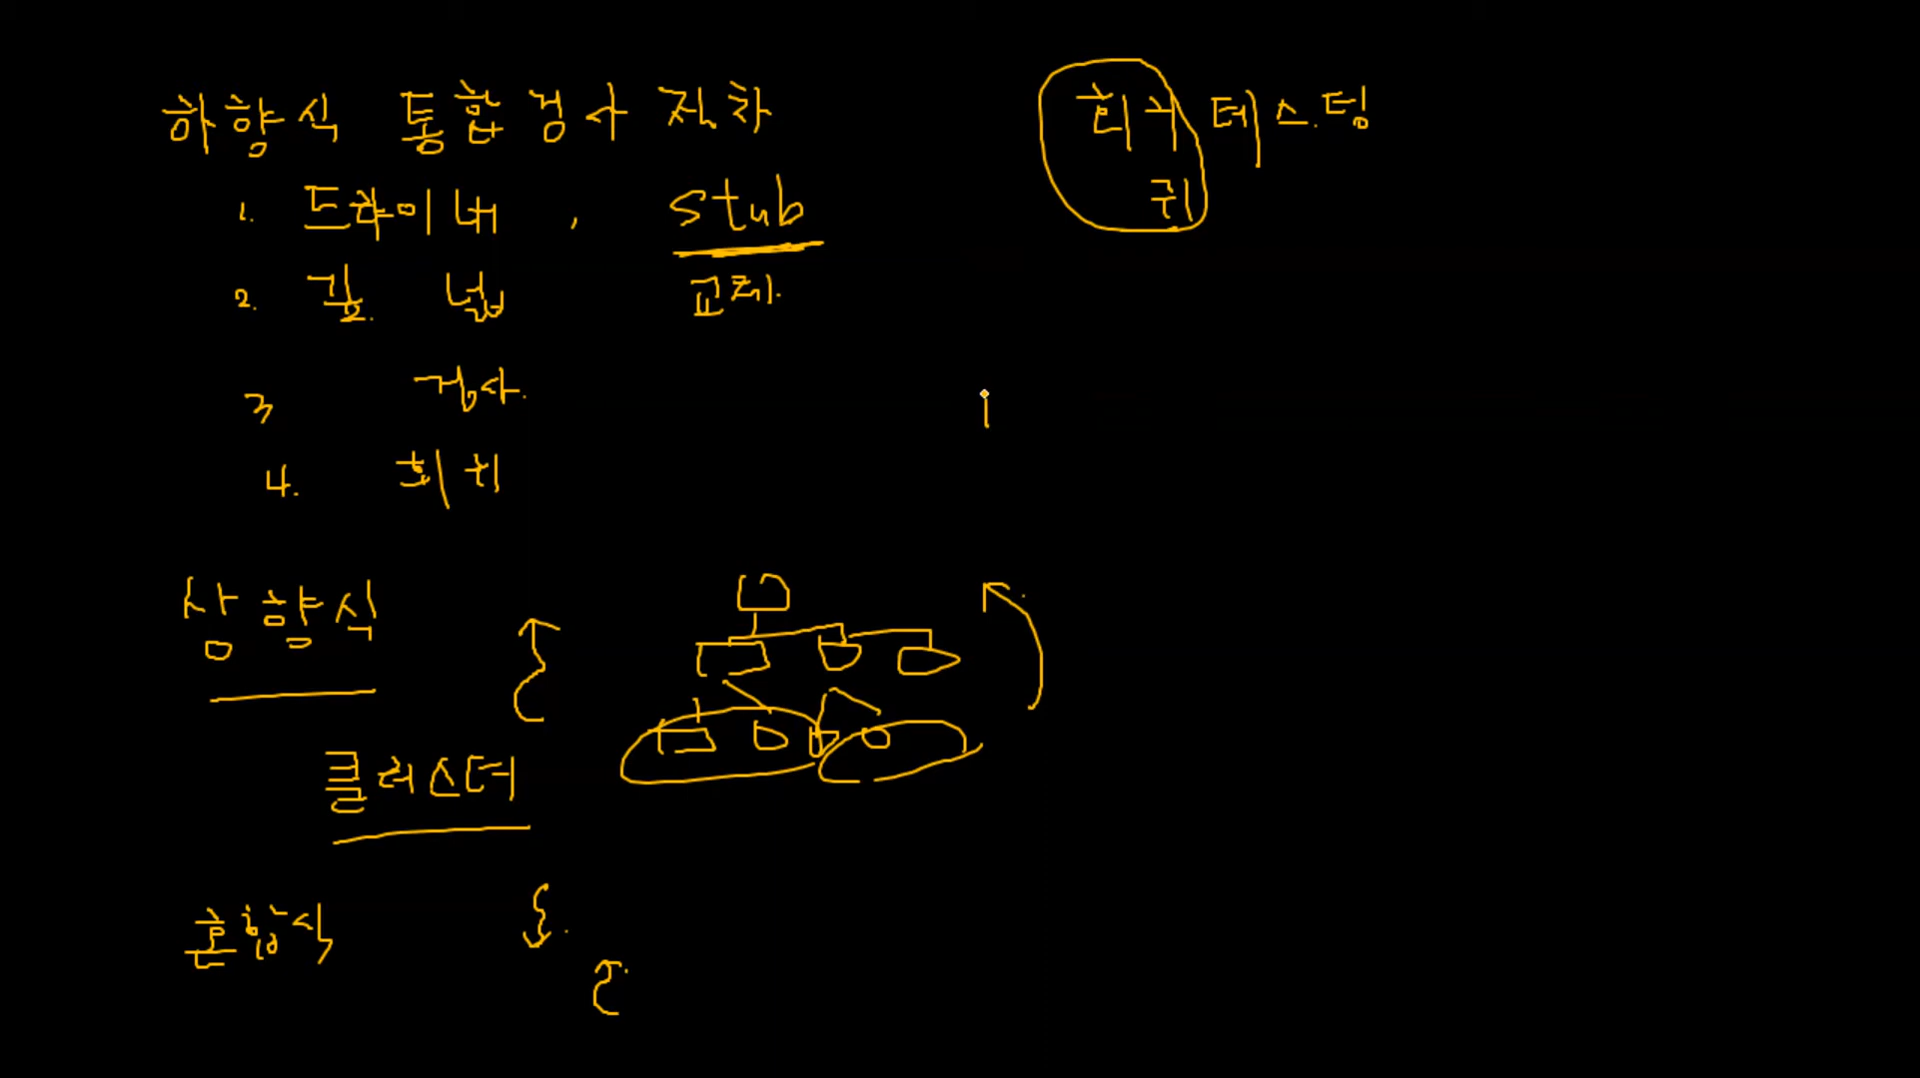 하향식 통합 검사 절차
1. 드라이버 , stub
2. 깊 넓 교체.
3 검사.
4. 회귀
회귀 테스팅
귀
상향식
클러스터
혼합식